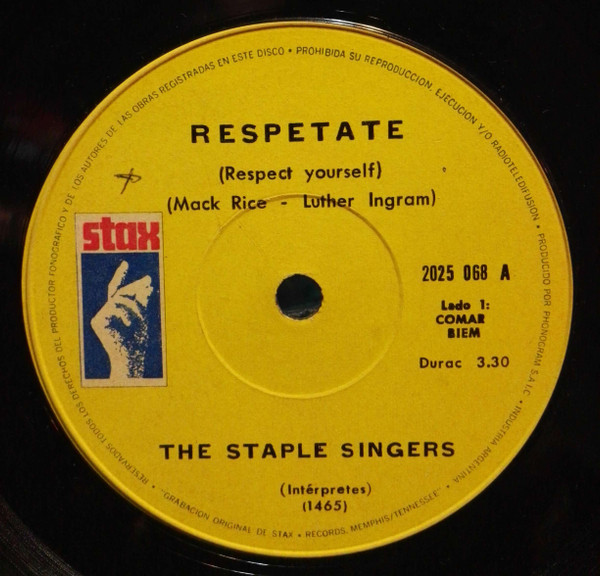 RESERVADOS TODOS LOS DERECHOS DEL PRODUCTOR FONOGRAFICO Y DE LOS AUTORES DE LAS OBRAS REGISTRADAS EN ESTE DISCO • PROHIBIDA SU REPRODUCCION, EJECUCION Y/O RADIOTELEDIFUSION • PRODUCIDO POR PHONOGRAM S.A.I.C. • INDUSTRIA ARGENTINA
RESPETATE
(Respect yourself)
(Mack Rice - Luther Ingram)
stax
2025 068 A
Lado 1:
COMAR
BIEM
Durac 3.30
THE STAPLE SINGERS
(Intérpretes)
(1465)
"GRABACION ORIGINAL DE STAX • RECORDS, MEMPHIS/TENNESSEE"